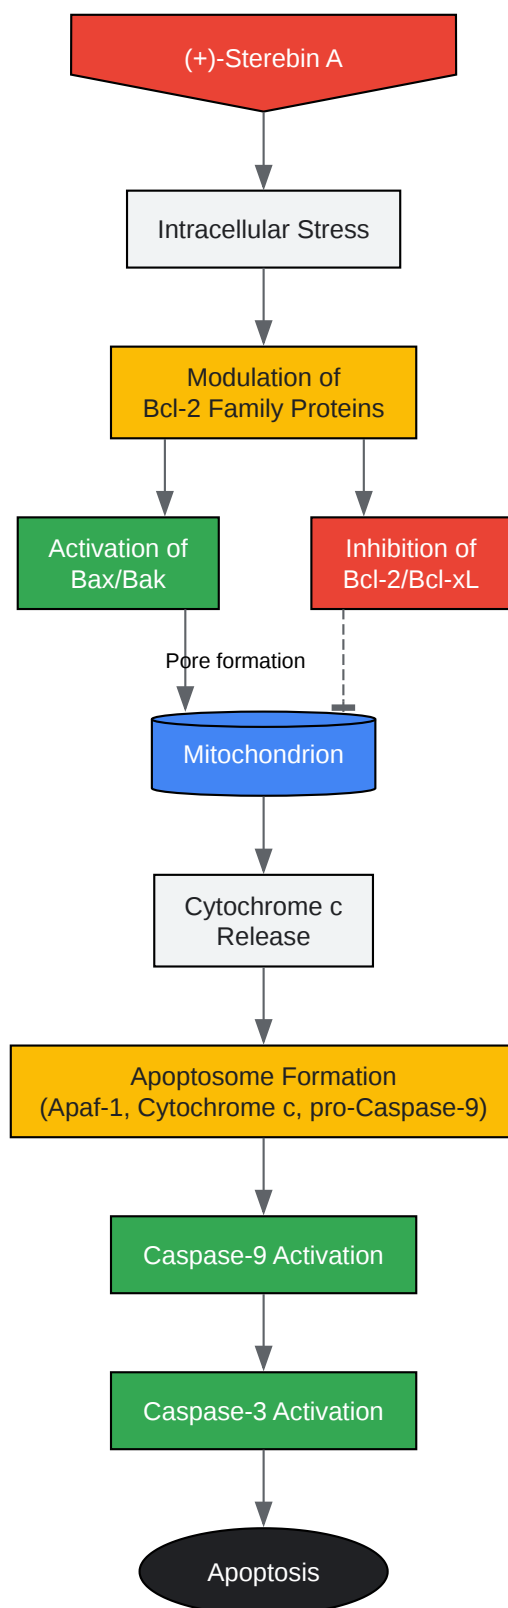 (+)-Sterebin A
Intracellular Stress
Modulation of
Bcl-2 Family Proteins
Activation of
Bax/Bak
Inhibition of
Bcl-2/Bcl-xL
Pore formation
Mitochondrion
Cytochrome c
Release
Apoptosome Formation
(Apaf-1, Cytochrome c, pro-Caspase-9)
Caspase-9 Activation
Caspase-3 Activation
Apoptosis